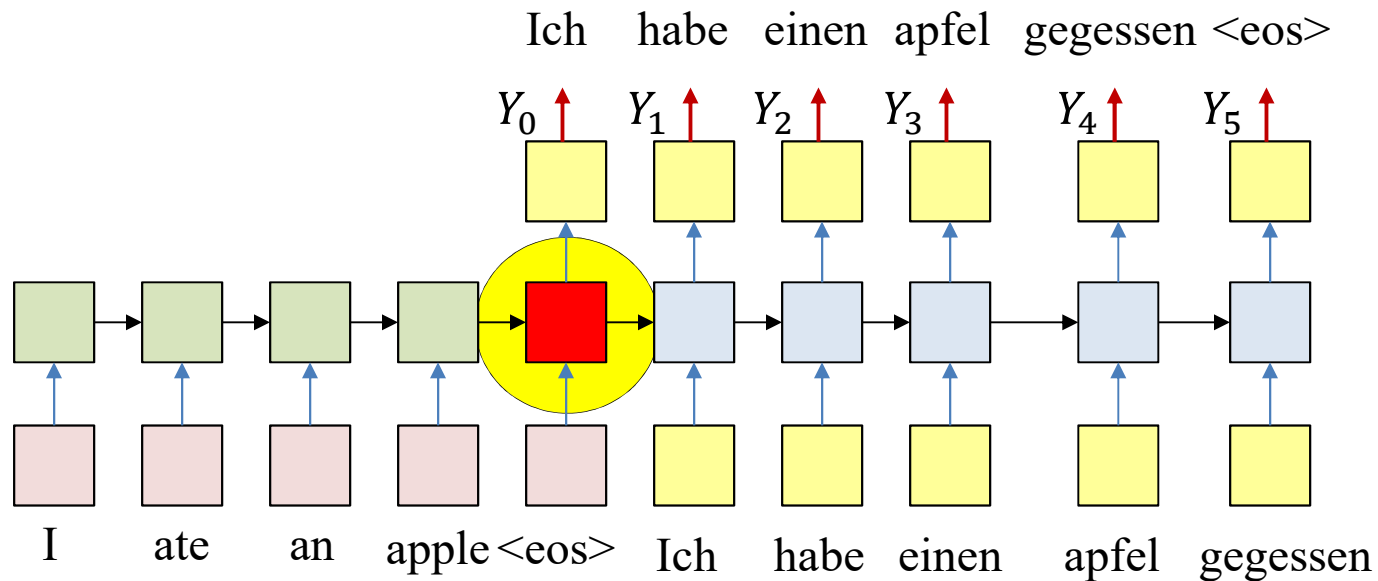 Ich habe einen apfel gegessen <eos>
Y₀ Y₁ Y₂ Y₃ Y₄ Y₅
I ate an apple <eos> Ich habe einen apfel gegessen